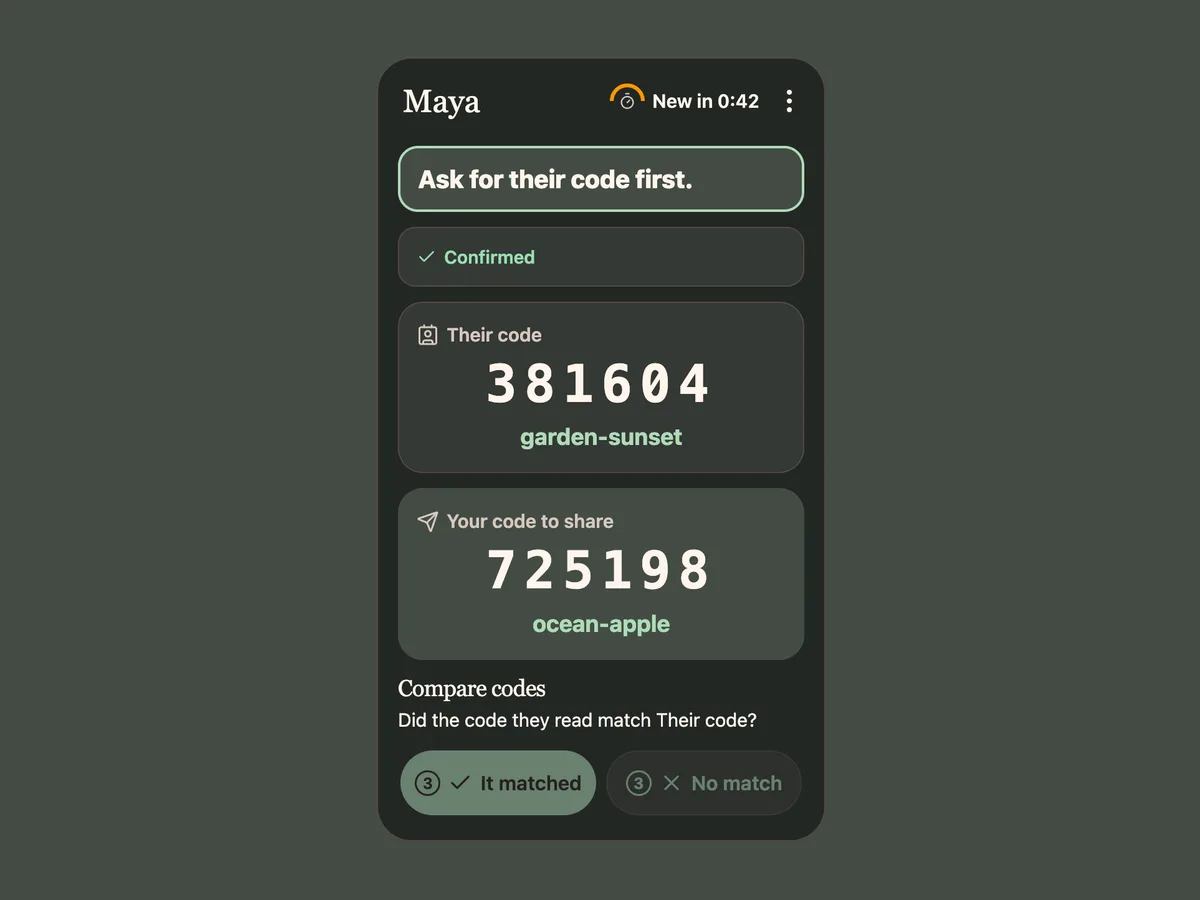 Maya
New in 0:42
Ask for their code first.
Confirmed
Their code
381604
garden-sunset
Your code to share
725198
ocean-apple
Compare codes
Did the code they read match Their code?
3 It matched
3 No match